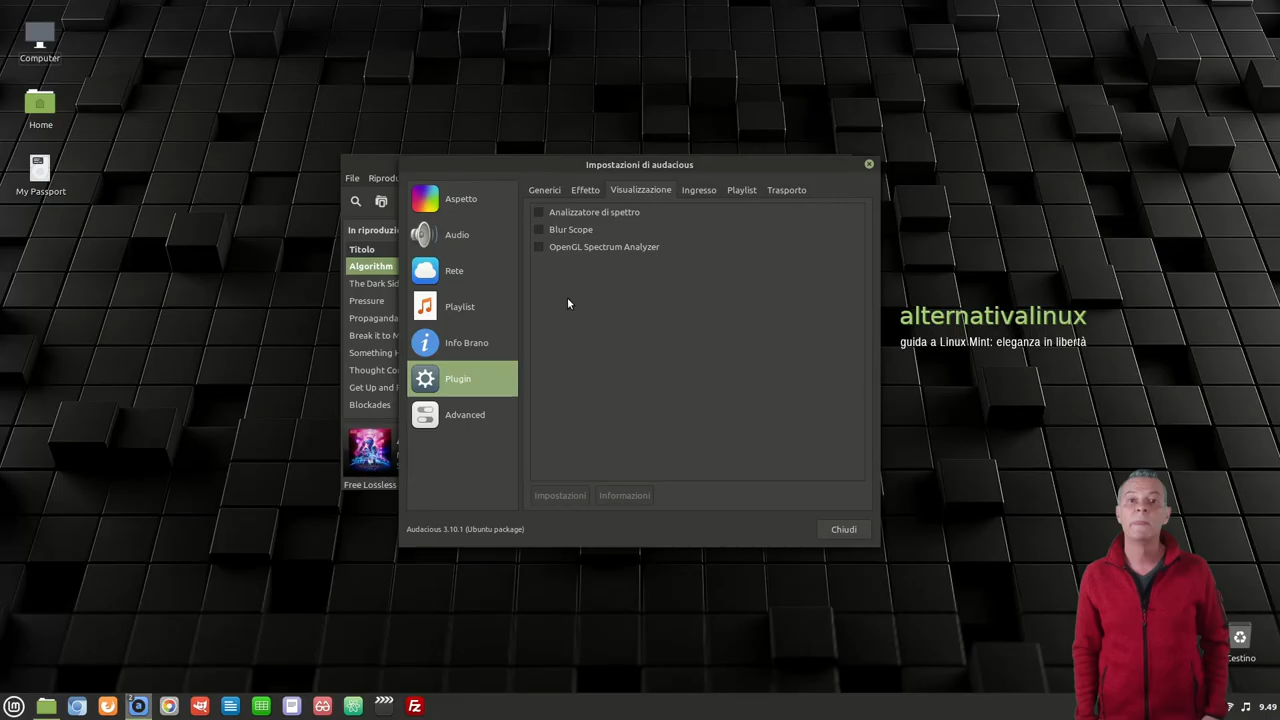 Computer
Home
My Passport
File Riprodu
In riproduzi
Titolo
Algorithm
The Dark Sid
Pressure
Propaganda
Break it to M
Something H
Thought Co
Get Up and F
Blockades
Free Lossless
Impostazioni di audacious
Aspetto
Audio
Rete
Playlist
Info Brano
Plugin
Advanced
Generici Effetto Visualizzazione Ingresso Playlist Trasporto
Analizzatore di spettro
Blur Scope
OpenGL Spectrum Analyzer
Impostazioni Informazioni
Audacious 3.10.1 (Ubuntu package)
Chiudi
alternativalinux
guida a Linux Mint: eleganza in libertà
Cestino
2
9.49